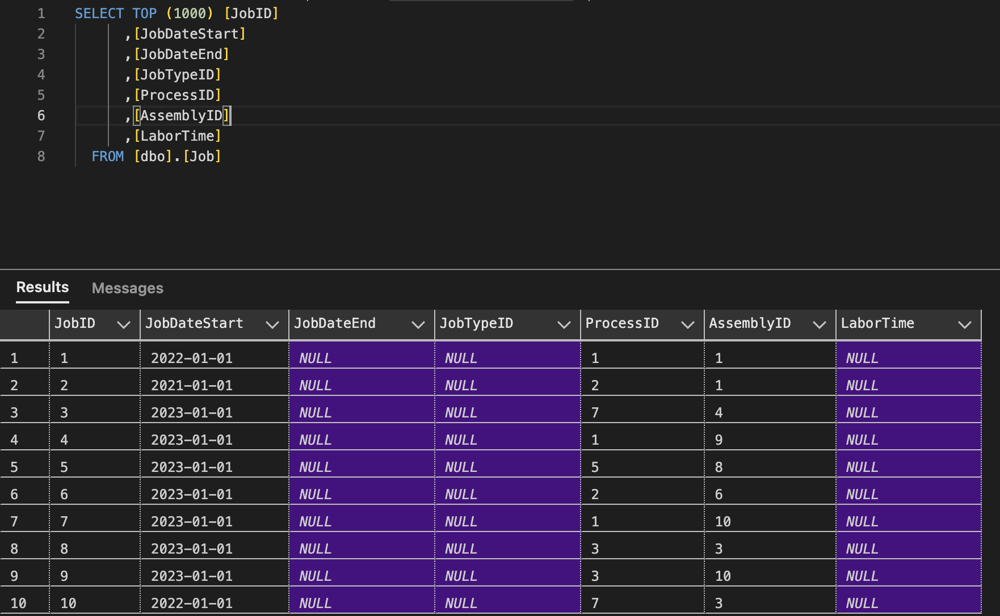 1 SELECT TOP (1000) [JobID]
2 ,[JobDateStart]
3 ,[JobDateEnd]
4 ,[JobTypeID]
5 ,[ProcessID]
6 ,[AssemblyID]
7 ,[LaborTime]
8 FROM [dbo].[Job]
Results Messages
JobID JobDateStart JobDateEnd JobTypeID ProcessID AssemblyID LaborTime
1 1 2022-01-01 NULL NULL 1 1 NULL
2 2 2021-01-01 NULL NULL 2 1 NULL
3 3 2023-01-01 NULL NULL 7 4 NULL
4 4 2023-01-01 NULL NULL 1 9 NULL
5 5 2023-01-01 NULL NULL 5 8 NULL
6 6 2023-01-01 NULL NULL 2 6 NULL
7 7 2023-01-01 NULL NULL 1 10 NULL
8 8 2023-01-01 NULL NULL 3 3 NULL
9 9 2023-01-01 NULL NULL 3 10 NULL
10 10 2022-01-01 NULL NULL 7 3 NULL